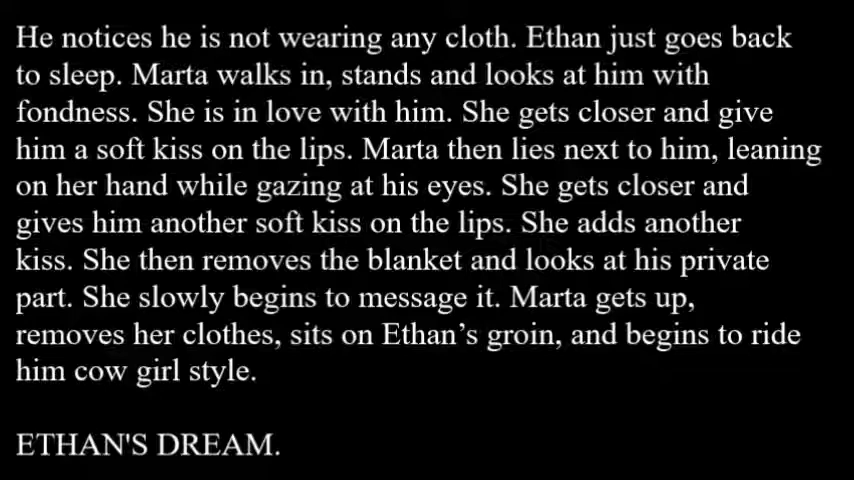 He notices he is not wearing any cloth. Ethan just goes back
to sleep. Marta walks in, stands and looks at him with
fondness. She is in love with him. She gets closer and give
him a soft kiss on the lips. Marta then lies next to him, leaning
on her hand while gazing at his eyes. She gets closer and
gives him another soft kiss on the lips. She adds another
kiss. She then removes the blanket and looks at his private
part. She slowly begins to message it. Marta gets up,
removes her clothes, sits on Ethan’s groin, and begins to ride
him cow girl style.
ETHAN'S DREAM.